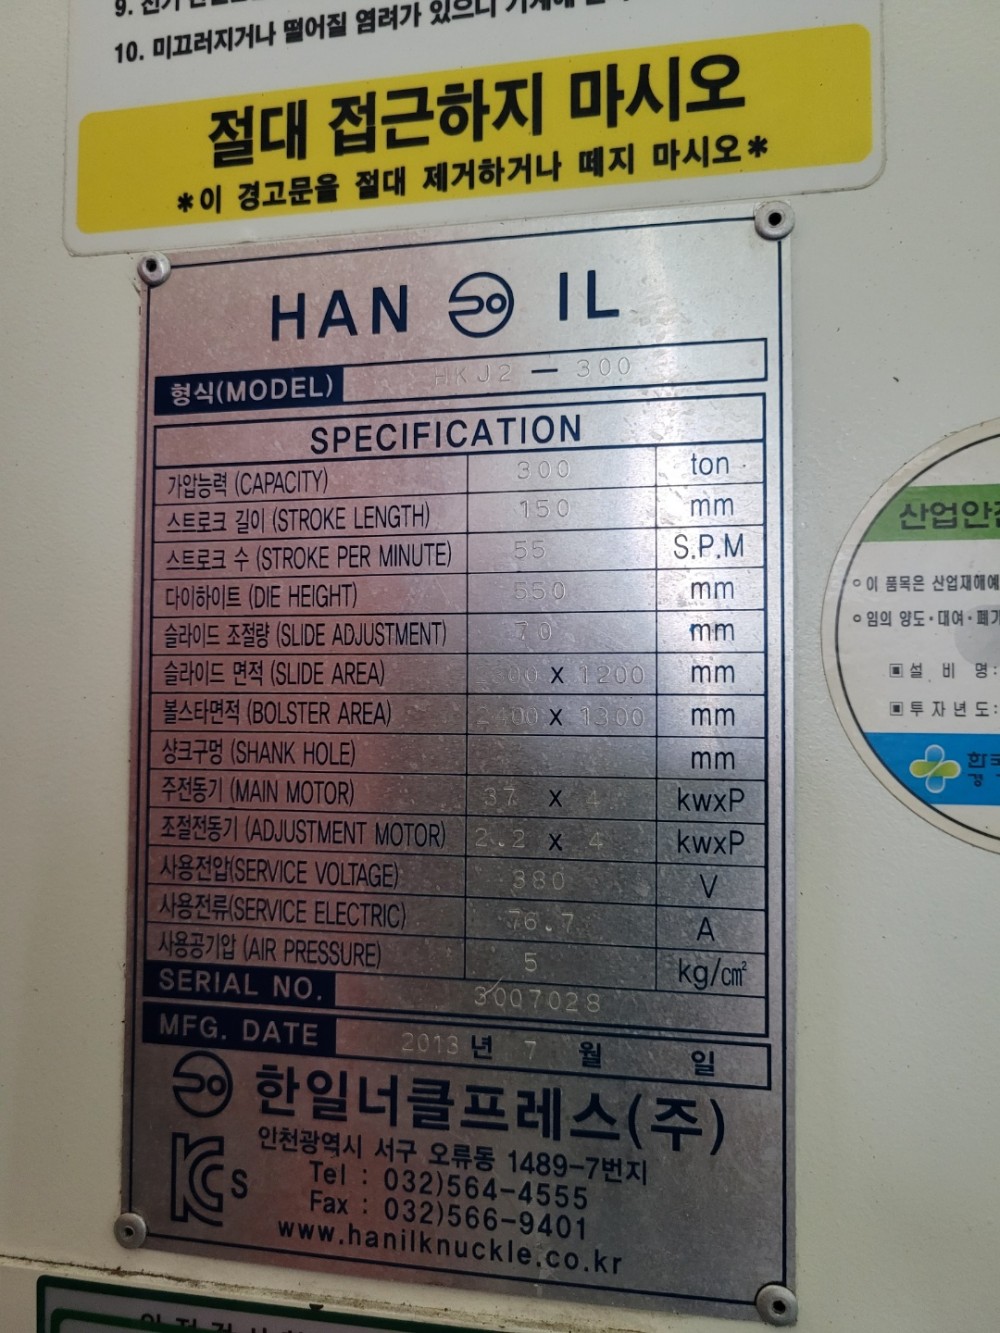 9. 전기
10. 미끄러지거나 떨어질 염려가 있으니 기계에
절대 접근하지 마시오
*이 경고문을 절대 제거하거나 떼지 마시오*
HAN IL
형식(MODEL) HKJ2 — 300
SPECIFICATION
가압능력 (CAPACITY) 300 ton
스트로크 길이 (STROKE LENGTH) 150 mm
스트로크 수 (STROKE PER MINUTE) 55 S.P.M
다이하이트 (DIE HEIGHT) 550 mm
슬라이드 조절량 (SLIDE ADJUSTMENT) 70 mm
슬라이드 면적 (SLIDE AREA) x 1200 mm
볼스타면적 (BOLSTER AREA) 2400 x 1300 mm
샹크구멍 (SHANK HOLE) mm
주전동기 (MAIN MOTOR) 37 x 4 kwxP
조절전동기 (ADJUSTMENT MOTOR) 2.2 x 4 kwxP
사용전압(SERVICE VOLTAGE) 380 V
사용전류(SERVICE ELECTRIC) 76.7 A
사용공기압 (AIR PRESSURE) 5 kg/cm²
SERIAL NO. 3007028
MFG. DATE 2013 년 7 월 일
한일너클프레스(주)
인천광역시 서구 오류동 1489-7번지
Tel : 032)564-4555
Fax : 032)566-9401
www.hanilknuckle.co.kr
KCs
산업안전
이 품목은 산업재해예
임의 양도·대여·폐기
설 비 명:
투자년도: